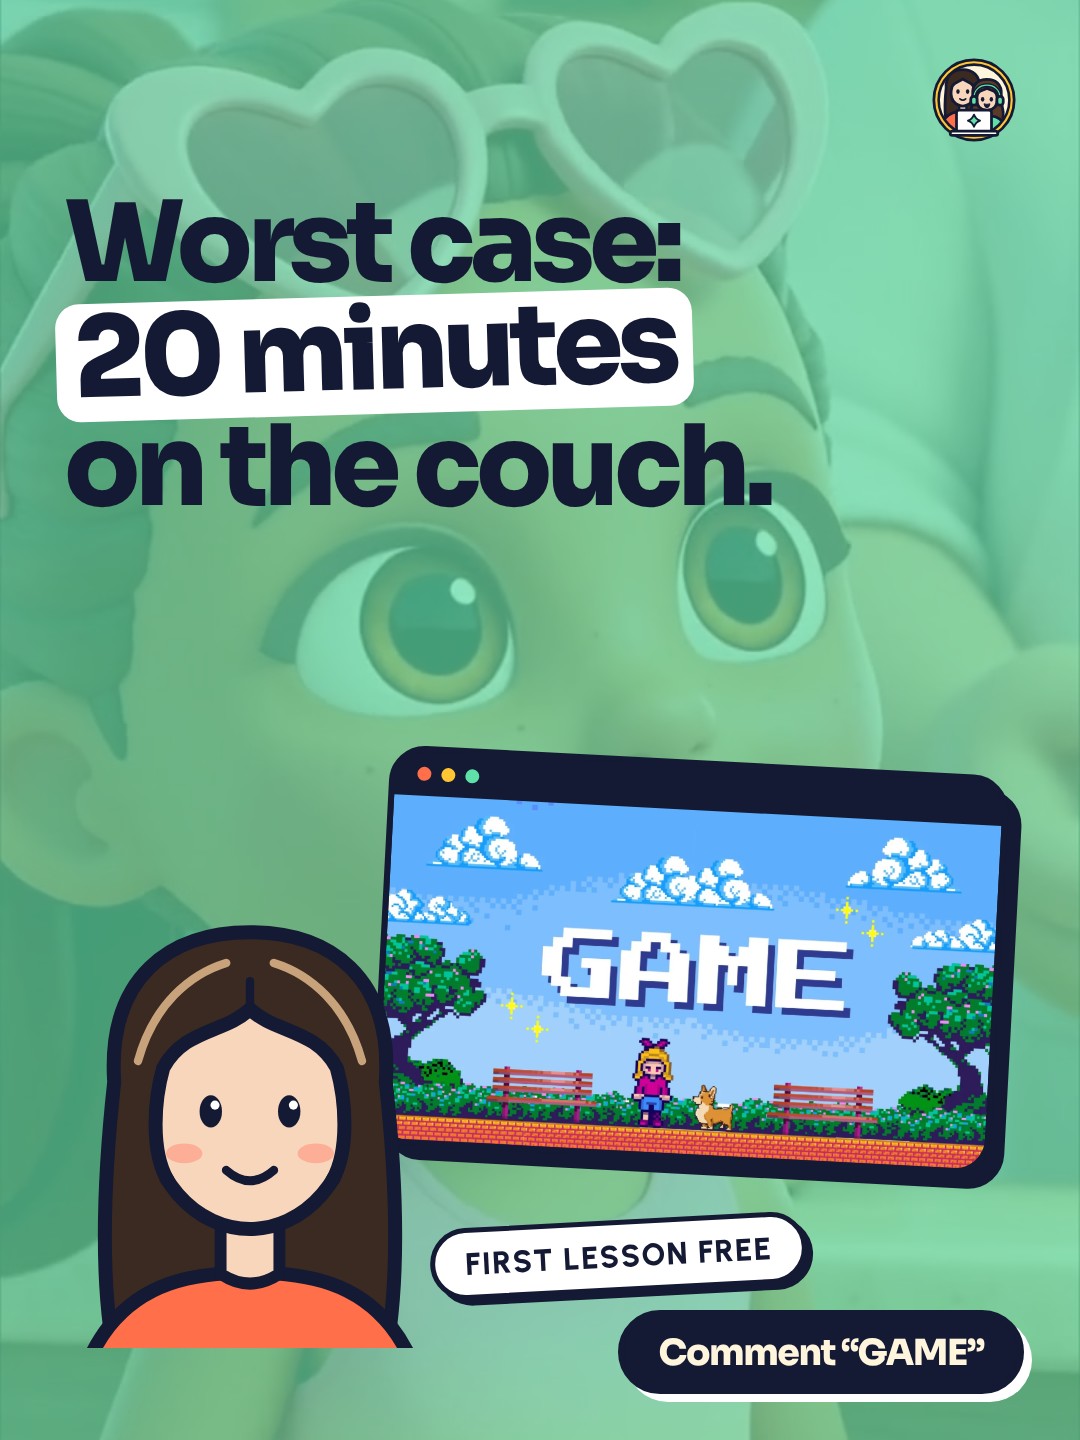 Worst case:
20 minutes
on the couch.
GAME
FIRST LESSON FREE
Comment “GAME”